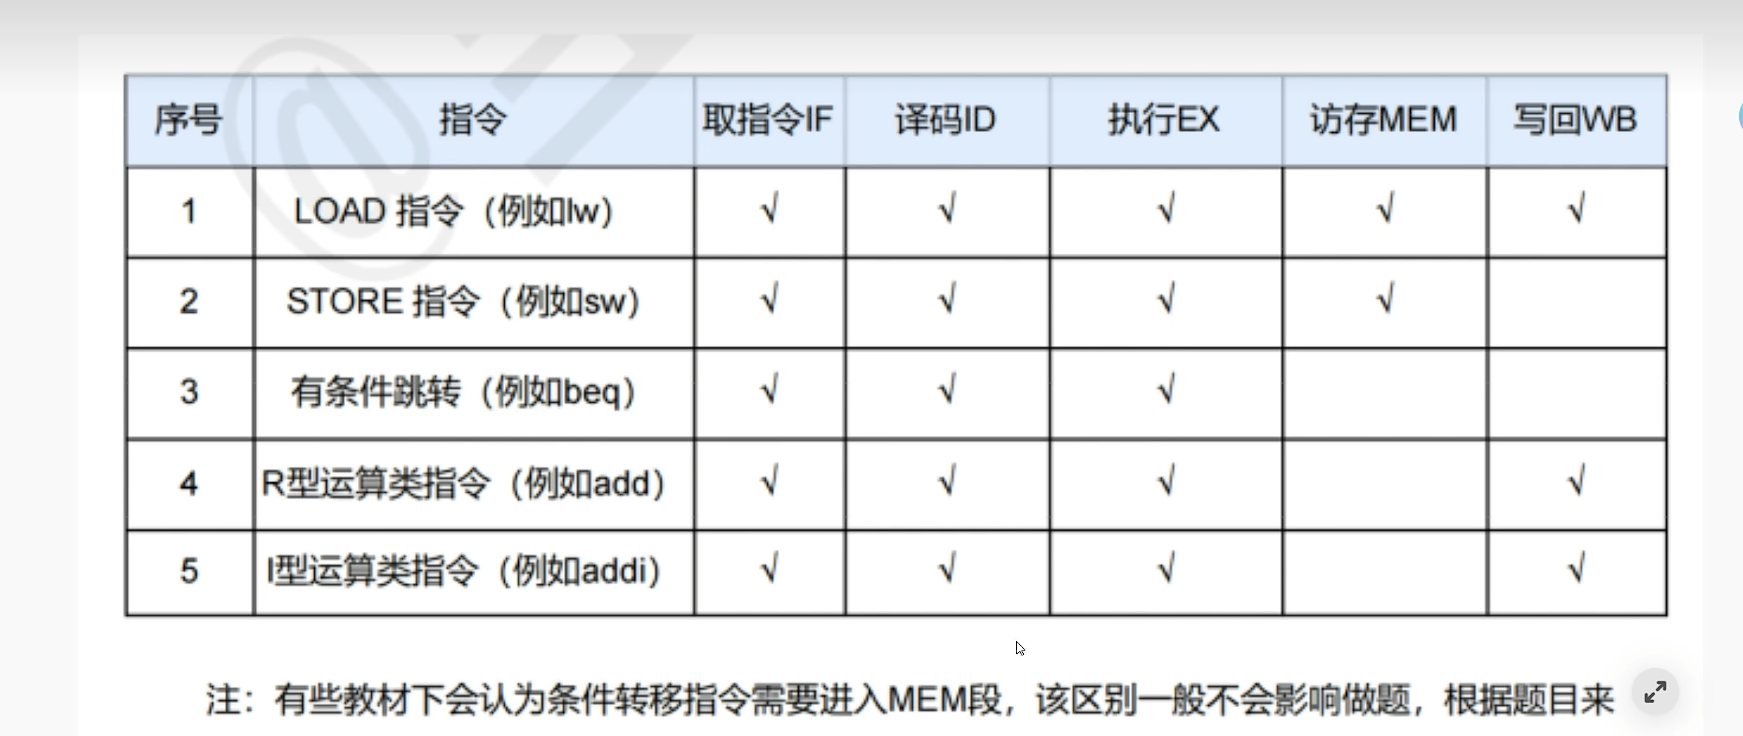 序号 指令 取指令IF 译码ID 执行EX 访存MEM 写回WB
1 LOAD 指令（例如lw） √ √ √ √ √
2 STORE 指令（例如sw） √ √ √ √
3 有条件跳转（例如beq） √ √ √
4 R型运算类指令（例如add） √ √ √ √
5 I型运算类指令（例如addi） √ √ √ √
注：有些教材下会认为条件转移指令需要进入MEM段，该区别一般不会影响做题，根据题目来